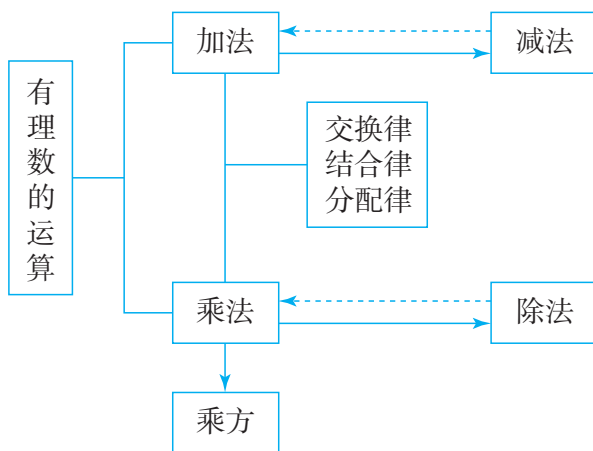 加法
减法
有理数的运算
交换律
结合律
分配律
乘法
除法
乘方